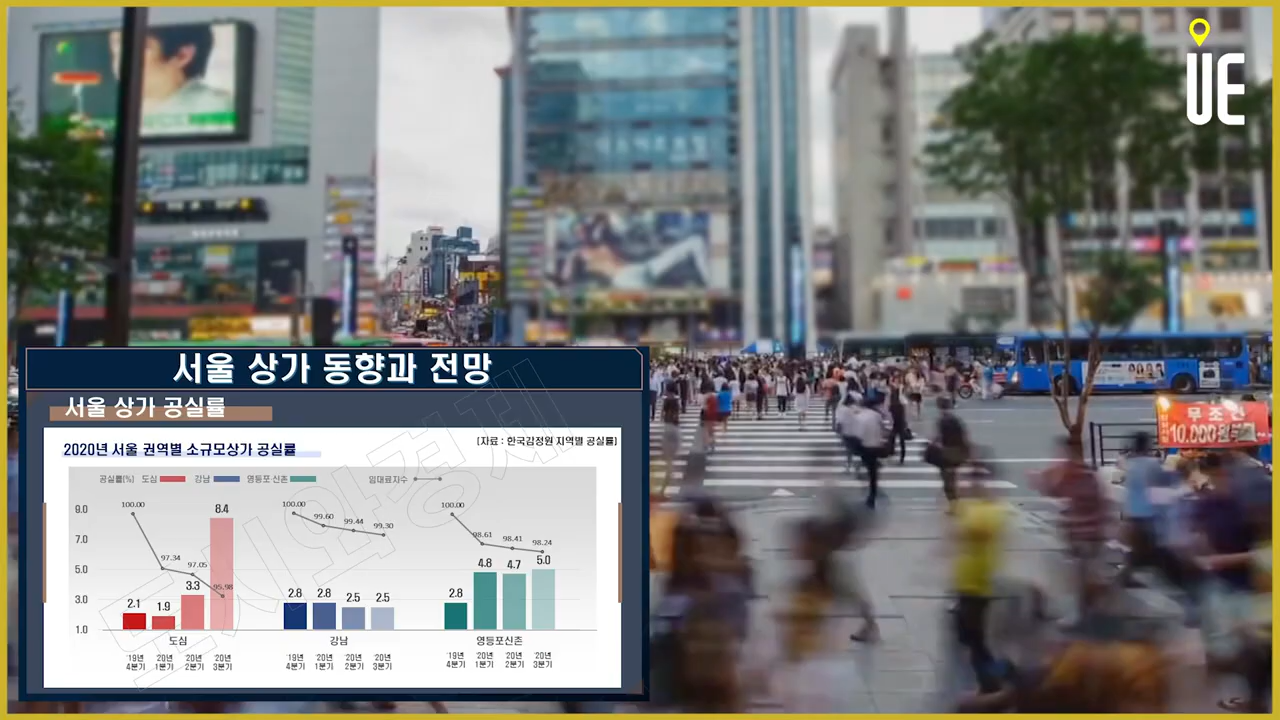 UE
서울 상가 동향과 전망
서울 상가 공실률
2020년 서울 권역별 소규모상가 공실률
[자료 : 한국감정원 지역별 공실률]
공실률(%) 도심 강남 영등포·신촌 임대료지수
9.0
7.0
5.0
3.0
1.0
100.00 97.34 97.05 95.98
2.1 1.9 3.3 8.4
도심
'19년 4분기 '20년 1분기 '20년 2분기 '20년 3분기
100.00 99.60 99.44 99.30
2.8 2.8 2.5 2.5
강남
'19년 4분기 '20년 1분기 '20년 2분기 '20년 3분기
100.00 98.61 98.41 98.24
2.8 4.8 4.7 5.0
영등포신촌
'19년 4분기 '20년 1분기 '20년 2분기 '20년 3분기
도시와경제
무조건
10,000원